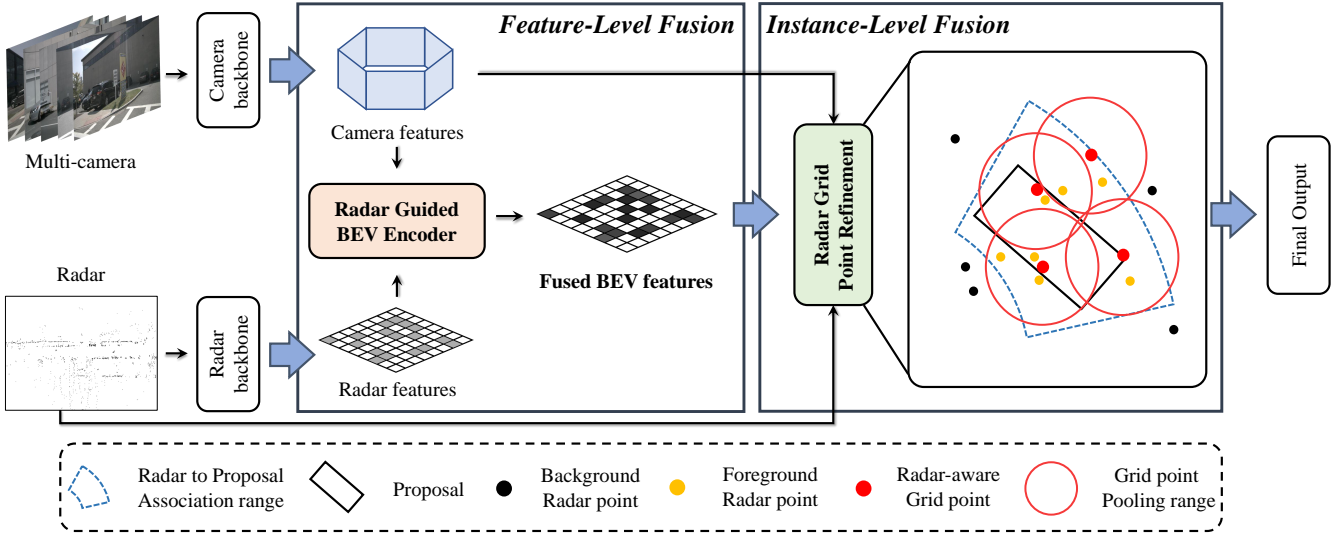 Feature-Level Fusion
Instance-Level Fusion
Multi-camera
Camera
backbone
Camera features
Radar Guided
BEV Encoder
Fused BEV features
Radar
Radar
backbone
Radar features
Radar Grid
Point Refinement
Final Output
Radar to Proposal
Association range
Proposal
Background
Radar point
Foreground
Radar point
Radar-aware
Grid point
Grid point
Pooling range